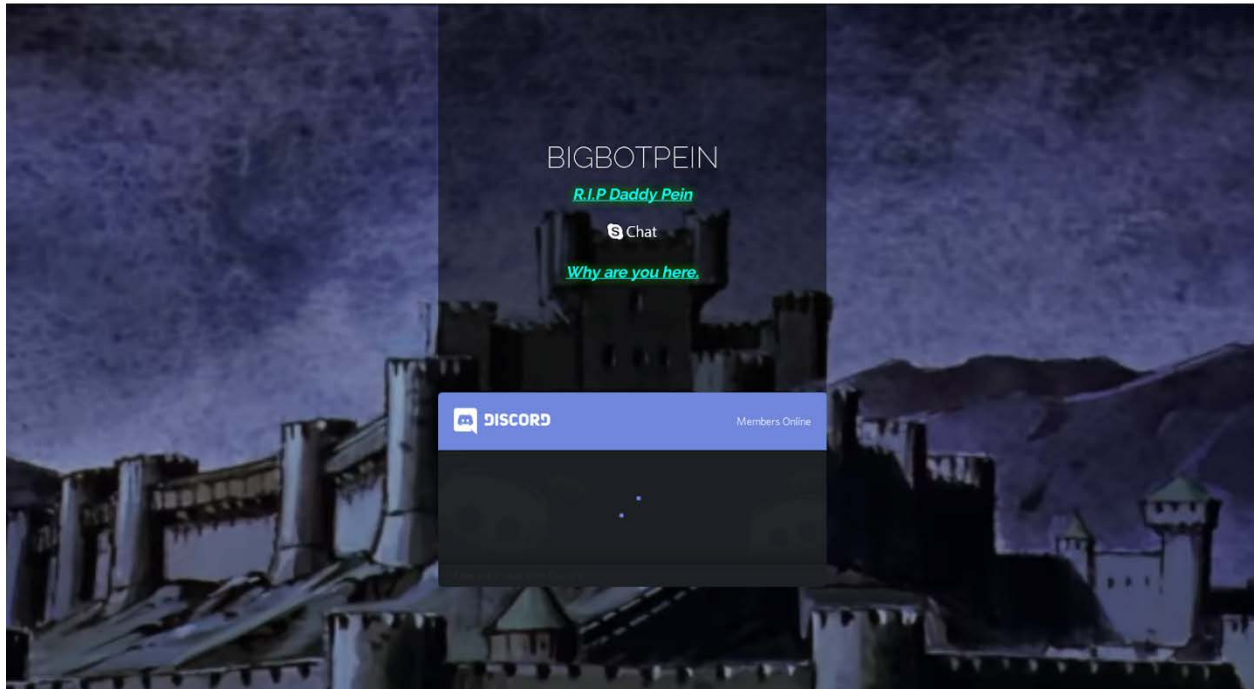 BIGBOTPEIN
R.I.P Daddy Pein
Chat
Why are you here.
DISCORD
Members Online